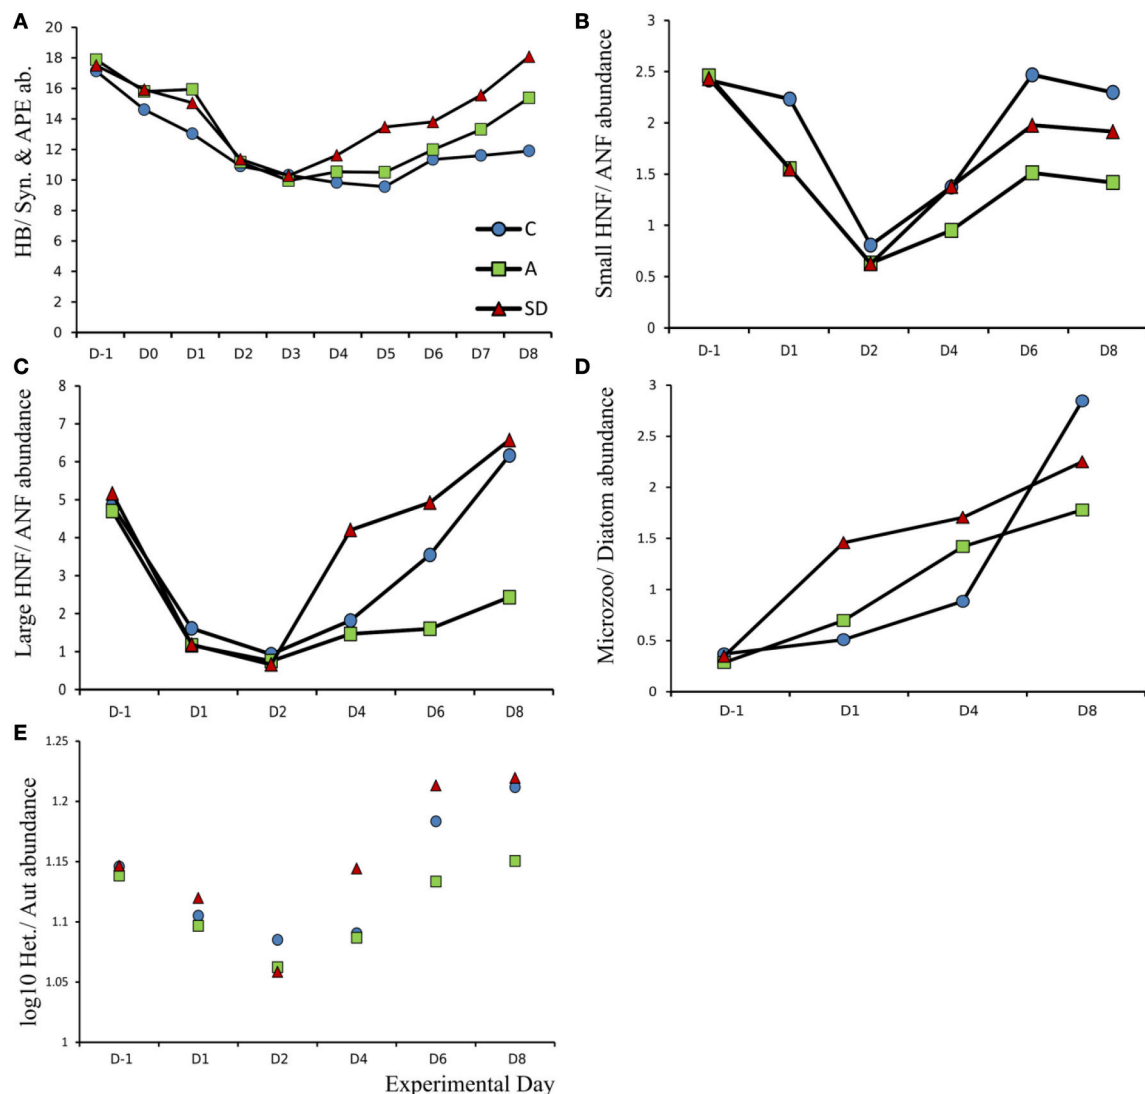 A
HB/ Syn. & APE ab.
20
18
16
14
12
10
8
6
4
2
0
D-1 D0 D1 D2 D3 D4 D5 D6 D7 D8
C
A
SD
B
Small HNF/ ANF abundance
3
2.5
2
1.5
1
0.5
0
D-1 D1 D2 D4 D6 D8
C
Large HNF/ ANF abundance
8
7
6
5
4
3
2
1
0
D-1 D1 D2 D4 D6 D8
D
Microzoo/ Diatom abundance
3
2.5
2
1.5
1
0.5
0
D-1 D1 D4 D8
E
log10 Het./ Aut abundance
1.25
1.2
1.15
1.1
1.05
1
D-1 D1 D2 D4 D6 D8
Experimental Day